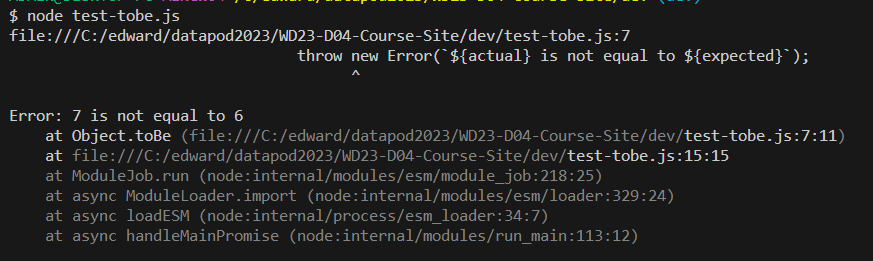 $ node test-tobe.js
file:///C:/edward/datapod2023/WD23-D04-Course-Site/dev/test-tobe.js:7
throw new Error(`${actual} is not equal to ${expected}`);
^
Error: 7 is not equal to 6
at Object.toBe (file:///C:/edward/datapod2023/WD23-D04-Course-Site/dev/test-tobe.js:7:11)
at file:///C:/edward/datapod2023/WD23-D04-Course-Site/dev/test-tobe.js:15:15
at ModuleJob.run (node:internal/modules/esm/module_job:218:25)
at async ModuleLoader.import (node:internal/modules/esm/loader:329:24)
at async loadESM (node:internal/process/esm_loader:34:7)
at async handleMainPromise (node:internal/modules/run_main:113:12)